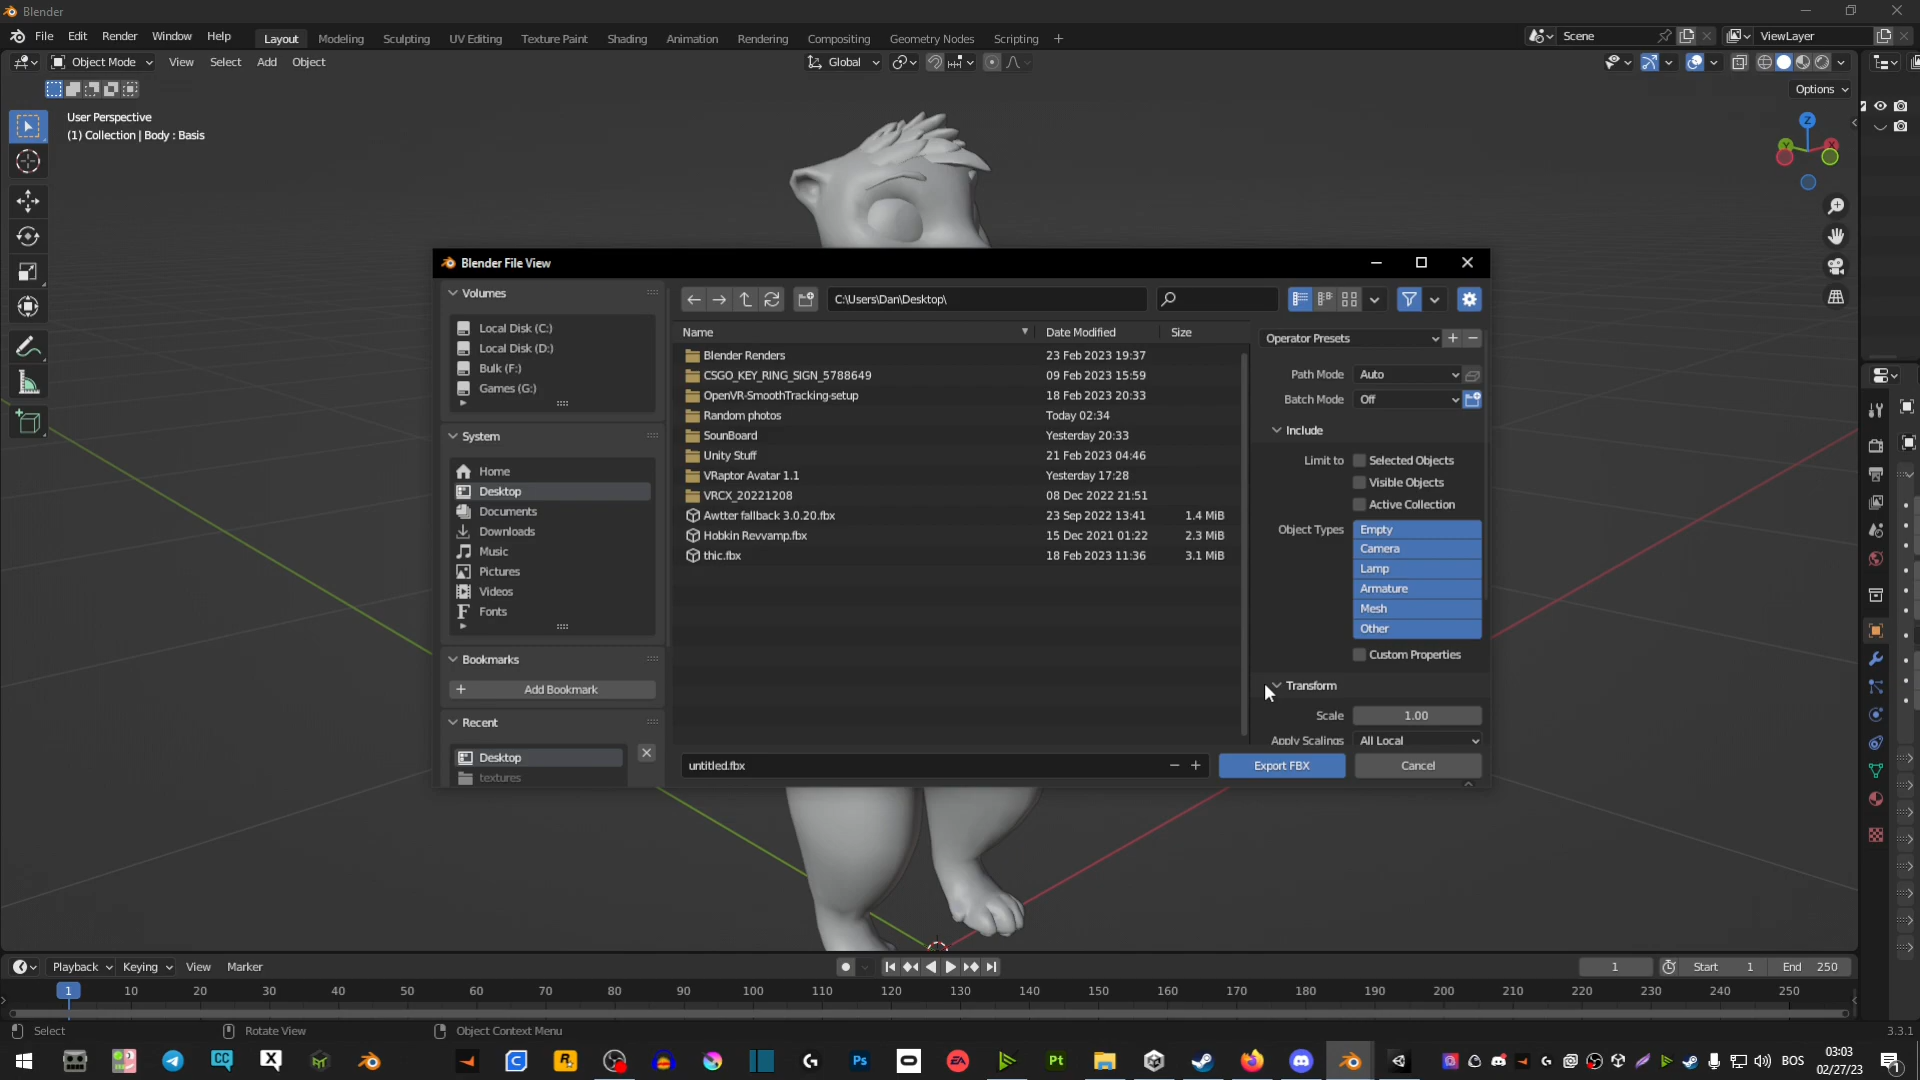 Blender
File Edit Render Window Help Layout Modeling Sculpting UV Editing Texture Paint Shading Animation Rendering Compositing Geometry Nodes Scripting + Scene ViewLayer
Object Mode View Select Add Object Global
Options
User Perspective
(1) Collection | Body : Basis
Z
Y
X
Blender File View
Volumes
Local Disk (C:)
Local Disk (D:)
Bulk (F:)
Games (G:)
System
Home
Desktop
Documents
Downloads
Music
Pictures
Videos
Fonts
Bookmarks
Add Bookmark
Recent
Desktop
textures
C:\Users\Dan\Desktop\
Name Date Modified Size
Blender Renders 23 Feb 2023 19:37
CSGO_KEY_RING_SIGN_5788649 09 Feb 2023 15:59
OpenVR-SmoothTracking-setup 18 Feb 2023 20:33
Random photos Today 02:34
SounBoard Yesterday 20:33
Unity Stuff 21 Feb 2023 04:46
VRaptor Avatar 1.1 Yesterday 17:28
VRCX_20221208 08 Dec 2022 21:51
Awtter fallback 3.0.20.fbx 23 Sep 2022 13:41 1.4 MiB
Hobkin Revvamp.fbx 15 Dec 2021 01:22 2.3 MiB
thic.fbx 18 Feb 2023 11:36 3.1 MiB
Operator Presets
Path Mode Auto
Batch Mode Off
Include
Limit to Selected Objects
Visible Objects
Active Collection
Object Types Empty
Camera
Lamp
Armature
Mesh
Other
Custom Properties
Transform
Scale 1.00
Apply Scalings All Local
untitled.fbx Export FBX Cancel
Playback Keying View Marker 1 Start 1 End 250
1 10 20 30 40 50 60 70 80 90 100 110 120 130 140 150 160 170 180 190 200 210 220 230 240 250
Select Rotate View Object Context Menu 3.3.1
CC X Ps EA Pt BOS 03:03
02/27/23 1